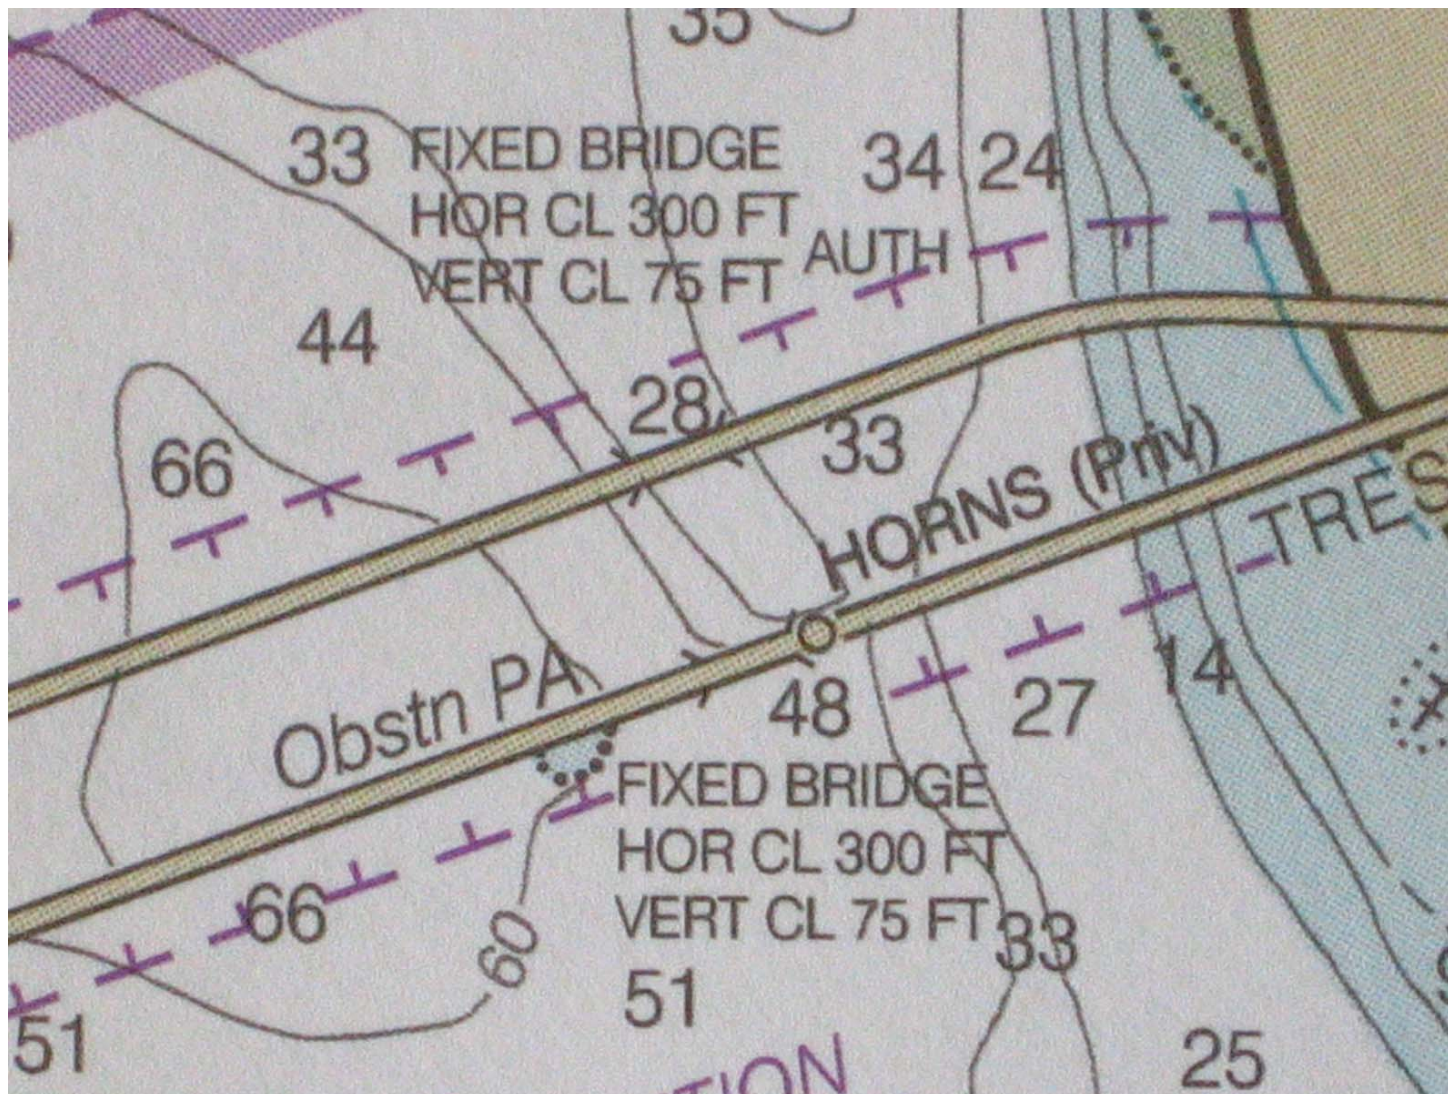 35
33
FIXED BRIDGE
HOR CL 300 FT
VERT CL 75 FT
34
24
AUTH
44
28
33
66
HORNS (Priv)
TRES
Obstn PA
48
27
14
FIXED BRIDGE
HOR CL 300 FT
VERT CL 75 FT
66
60
33
51
51
25
TION